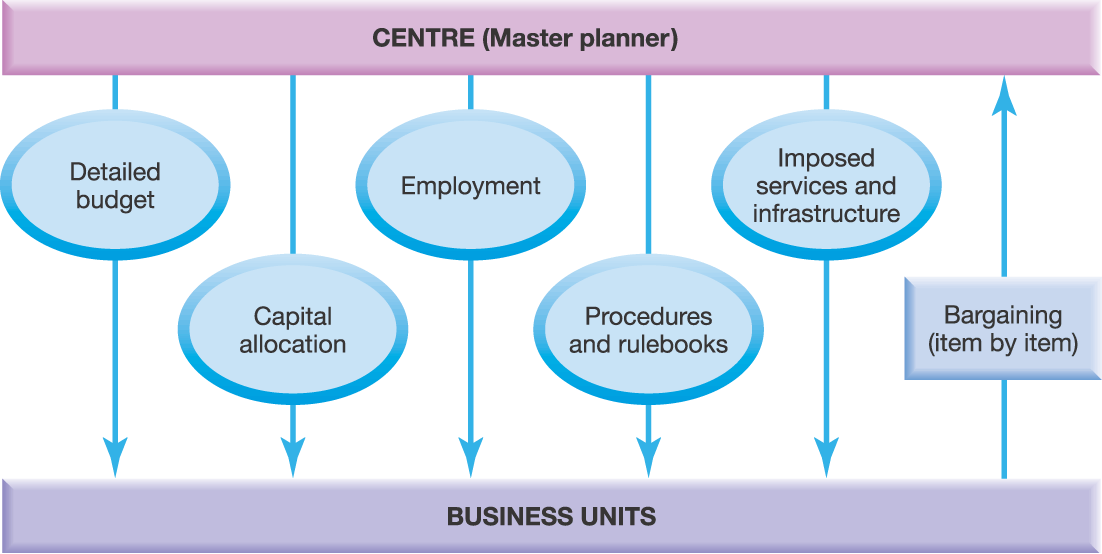 CENTRE (Master planner)
Detailed
budget
Capital
allocation
Employment
Procedures
and rulebooks
Imposed
services and
infrastructure
Bargaining
(item by item)
BUSINESS UNITS